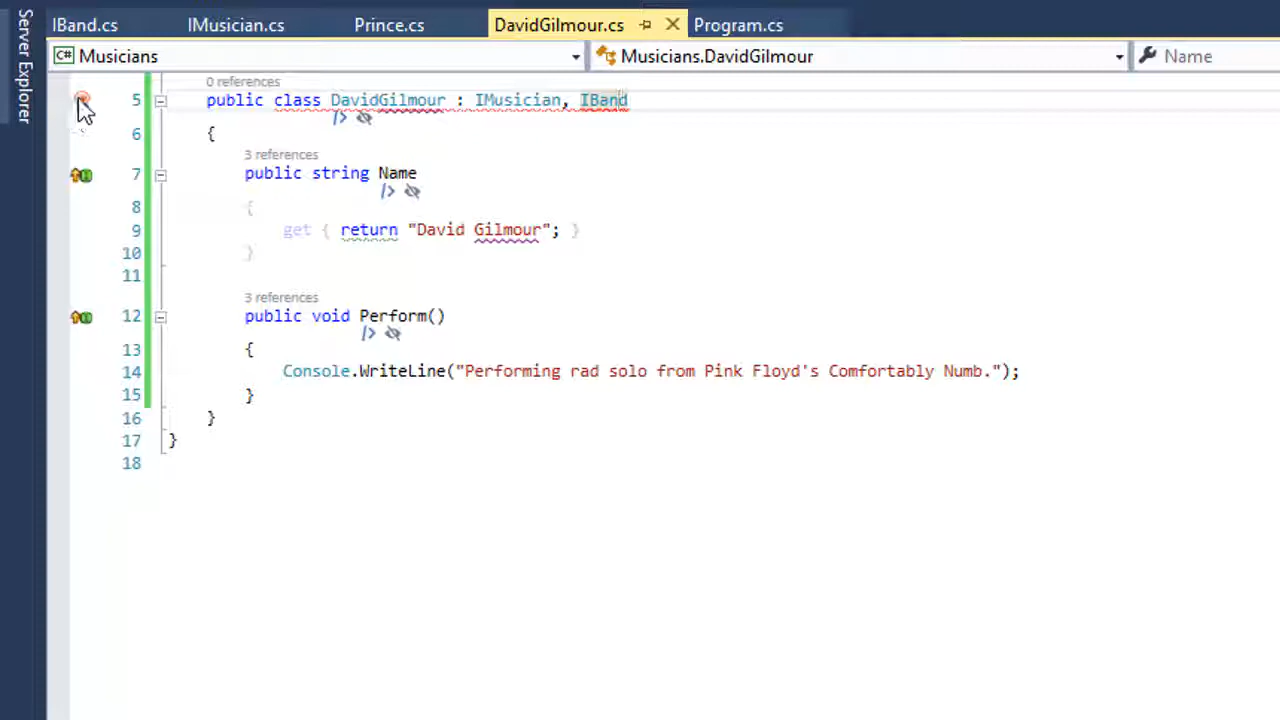 Server Explorer
IBand.cs IMusician.cs Prince.cs DavidGilmour.cs Program.cs
C# Musicians Musicians.DavidGilmour Name
0 references
5 public class DavidGilmour : IMusician, IBand
/>
6 {
3 references
7 public string Name
/>
8 {
9 get { return "David Gilmour"; }
10 }
11
3 references
12 public void Perform()
/>
13 {
14 Console.WriteLine("Performing rad solo from Pink Floyd's Comfortably Numb.");
15 }
16 }
17 }
18